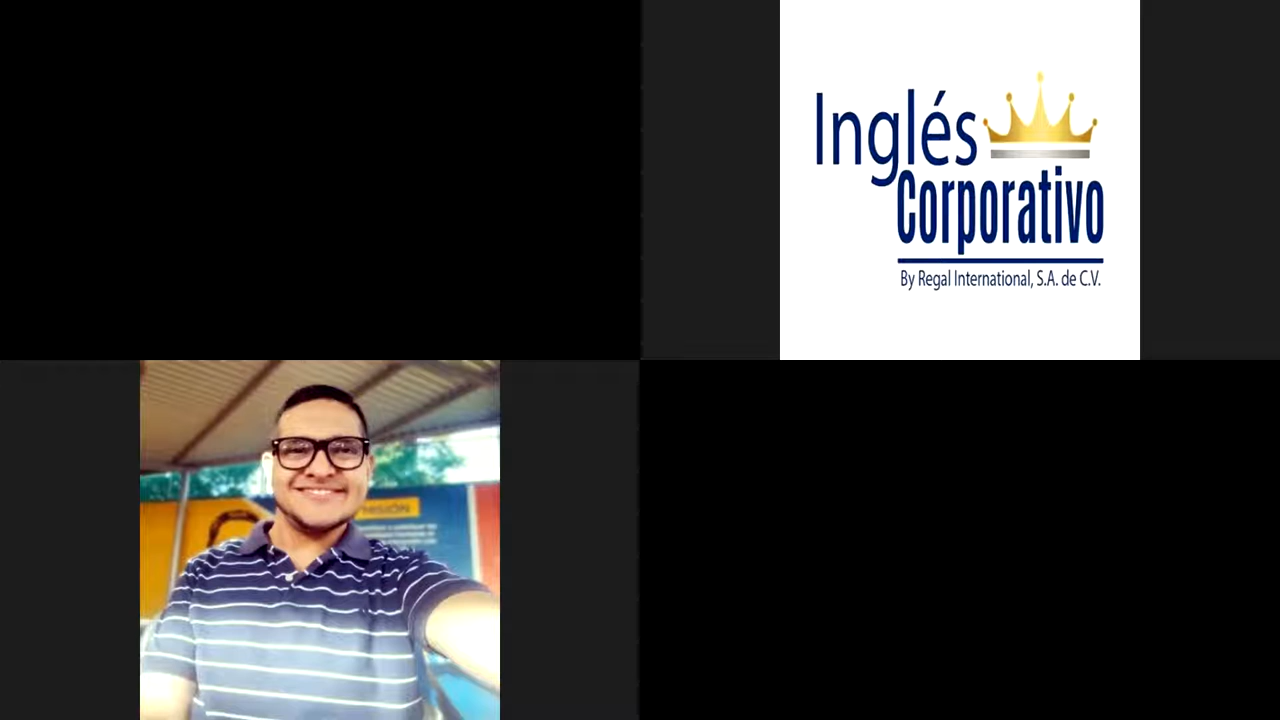 Inglés
Corporativo
By Regal International, S.A. de C.V.
MISIÓN